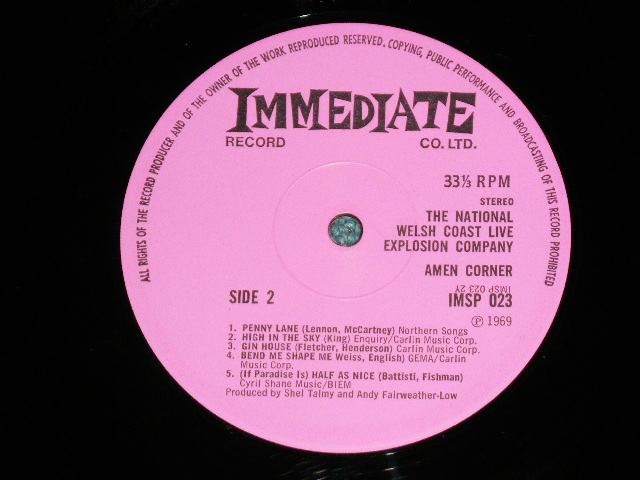 ALL RIGHTS OF THE RECORD PRODUCER AND OF THE OWNER OF THE WORK REPRODUCED RESERVED. COPYING, PUBLIC PERFORMANCE AND BROADCASTING OF THIS RECORD PROHIBITED
IMMEDIATE
RECORD CO. LTD.
33⅓ RPM
STEREO
THE NATIONAL
WELSH COAST LIVE
EXPLOSION COMPANY
AMEN CORNER
IMSP 023 2Y
SIDE 2 IMSP 023
℗ 1969
1. PENNY LANE (Lennon, McCartney) Northern Songs
2. HIGH IN THE SKY (King) Enquiry/Carlin Music Corp.
3. GIN HOUSE (Fletcher, Henderson) Carlin Music Corp.
4. BEND ME SHAPE ME Weiss, English) GEMA/Carlin
Music Corp.
5. (If Paradise Is) HALF AS NICE (Battisti, Fishman)
Cyril Shane Music/BIEM
Produced by Shel Talmy and Andy Fairweather-Low